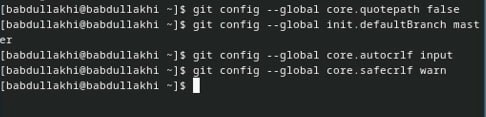 [babdullakhi@babdullakhi ~]$ git config --global core.quotepath false
[babdullakhi@babdullakhi ~]$ git config --global init.defaultBranch mast
er
[babdullakhi@babdullakhi ~]$ git config --global core.autocrlf input
[babdullakhi@babdullakhi ~]$ git config --global core.safecrlf warn
[babdullakhi@babdullakhi ~]$